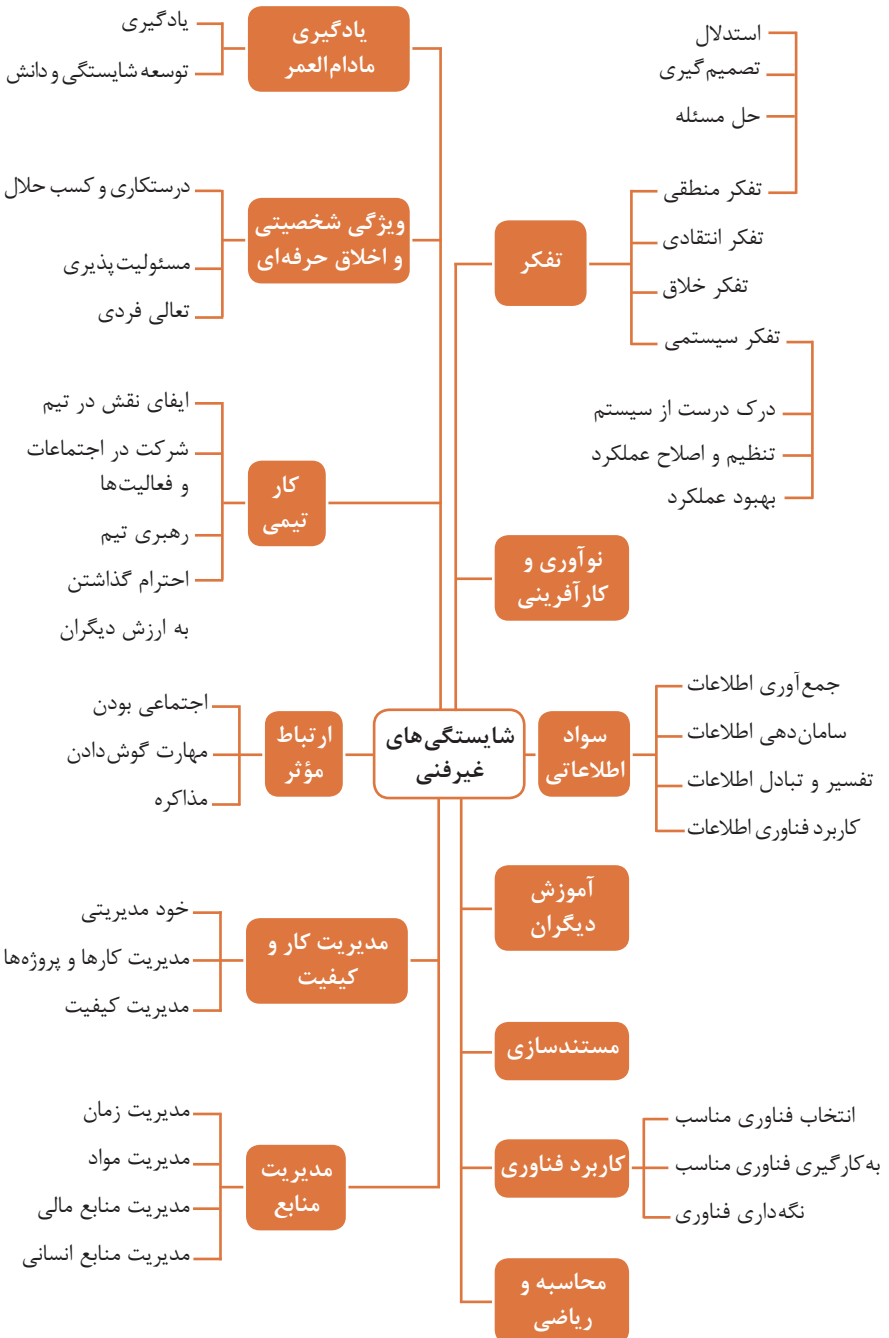 شایستگی‌های
غیرفنی
تفکر
استدلال
تصمیم‌گیری
حل مسئله
تفکر منطقی
تفکر انتقادی
تفکر خلاق
تفکر سیستمی
درک درست از سیستم
تنظیم و اصلاح عملکرد
بهبود عملکرد
نوآوری و
کارآفرینی
سواد
اطلاعاتی
جمع‌آوری اطلاعات
سامان‌دهی اطلاعات
تفسیر و تبادل اطلاعات
کاربرد فناوری اطلاعات
آموزش
دیگران
مستندسازی
کاربرد فناوری
انتخاب فناوری مناسب
به‌کارگیری فناوری مناسب
نگه‌داری فناوری
محاسبه و
ریاضی
یادگیری
مادام‌العمر
یادگیری
توسعه شایستگی و دانش
ویژگی شخصیتی
و اخلاق حرفه‌ای
درستکاری و کسب حلال
مسئولیت‌پذیری
تعالی فردی
کار
تیمی
ایفای نقش در تیم
شرکت در اجتماعات
و فعالیت‌ها
رهبری تیم
احترام گذاشتن
به ارزش دیگران
ارتباط
مؤثر
اجتماعی بودن
مهارت گوش‌دادن
مذاکره
مدیریت کار و
کیفیت
خود مدیریتی
مدیریت کارها و پروژه‌ها
مدیریت کیفیت
مدیریت
منابع
مدیریت زمان
مدیریت مواد
مدیریت منابع مالی
مدیریت منابع انسانی